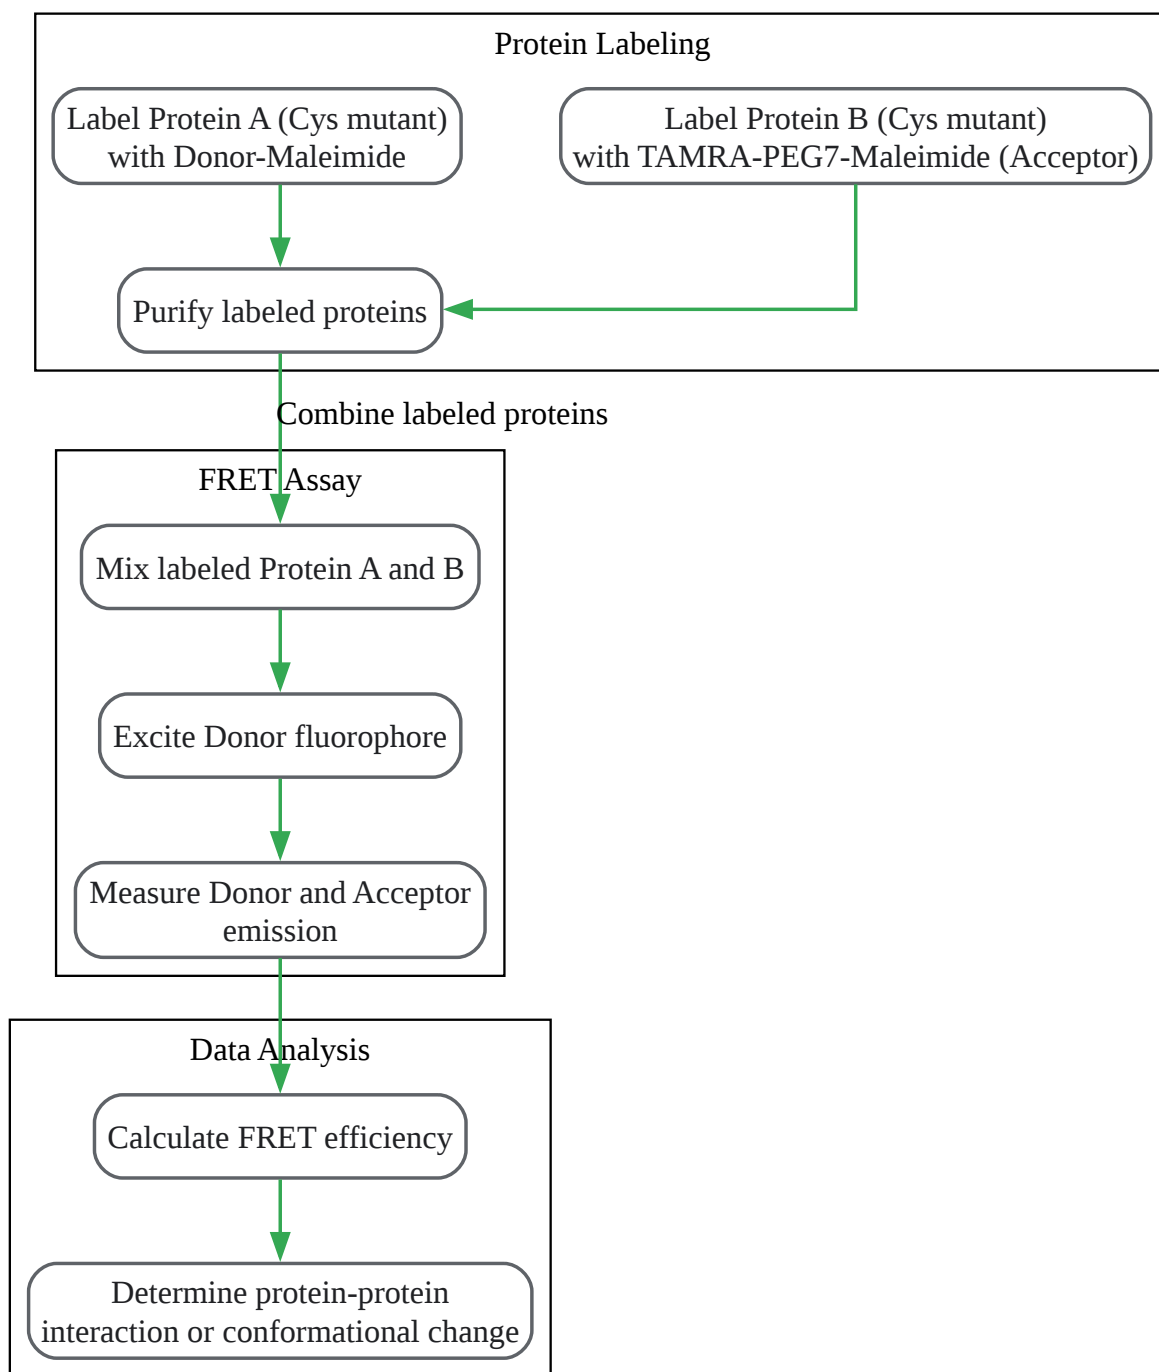 Protein Labeling
Label Protein A (Cys mutant)
with Donor-Maleimide
Label Protein B (Cys mutant)
with TAMRA-PEG7-Maleimide (Acceptor)
Purify labeled proteins
Combine labeled proteins
FRET Assay
Mix labeled Protein A and B
Excite Donor fluorophore
Measure Donor and Acceptor
emission
Data Analysis
Calculate FRET efficiency
Determine protein-protein
interaction or conformational change